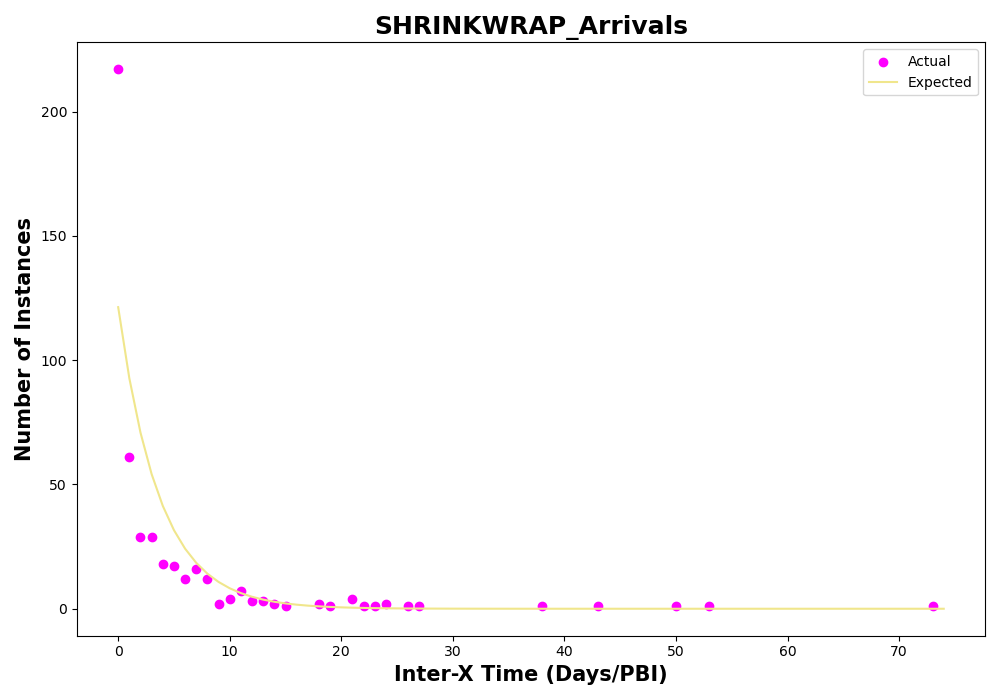 SHRINKWRAP_Arrivals
Actual
Expected
Number of Instances
200
150
100
50
0
0 10 20 30 40 50 60 70
Inter-X Time (Days/PBI)